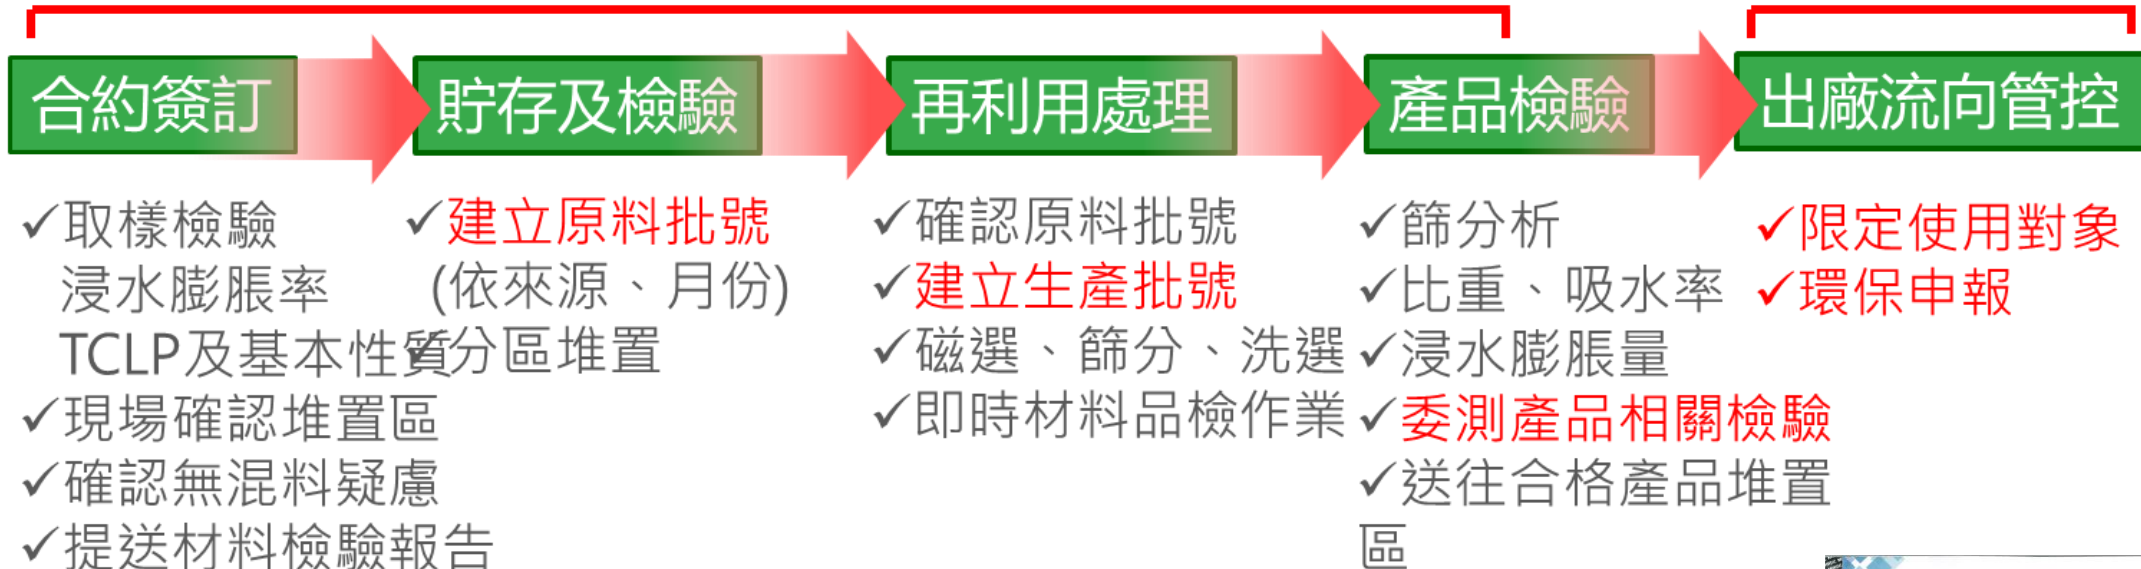 合約簽訂
貯存及檢驗
再利用處理
產品檢驗
出廠流向管控
✓取樣檢驗
浸水膨脹率
TCLP及基本性質
✓現場確認堆置區
✓確認無混料疑慮
✓提送材料檢驗報告
✓建立原料批號
(依來源、月份)
✓分區堆置
✓確認原料批號
✓建立生產批號
✓磁選、篩分、洗選
✓即時材料品檢作業
✓篩分析
✓比重、吸水率
✓浸水膨脹量
✓委測產品相關檢驗
✓送往合格產品堆置
區
✓限定使用對象
✓環保申報